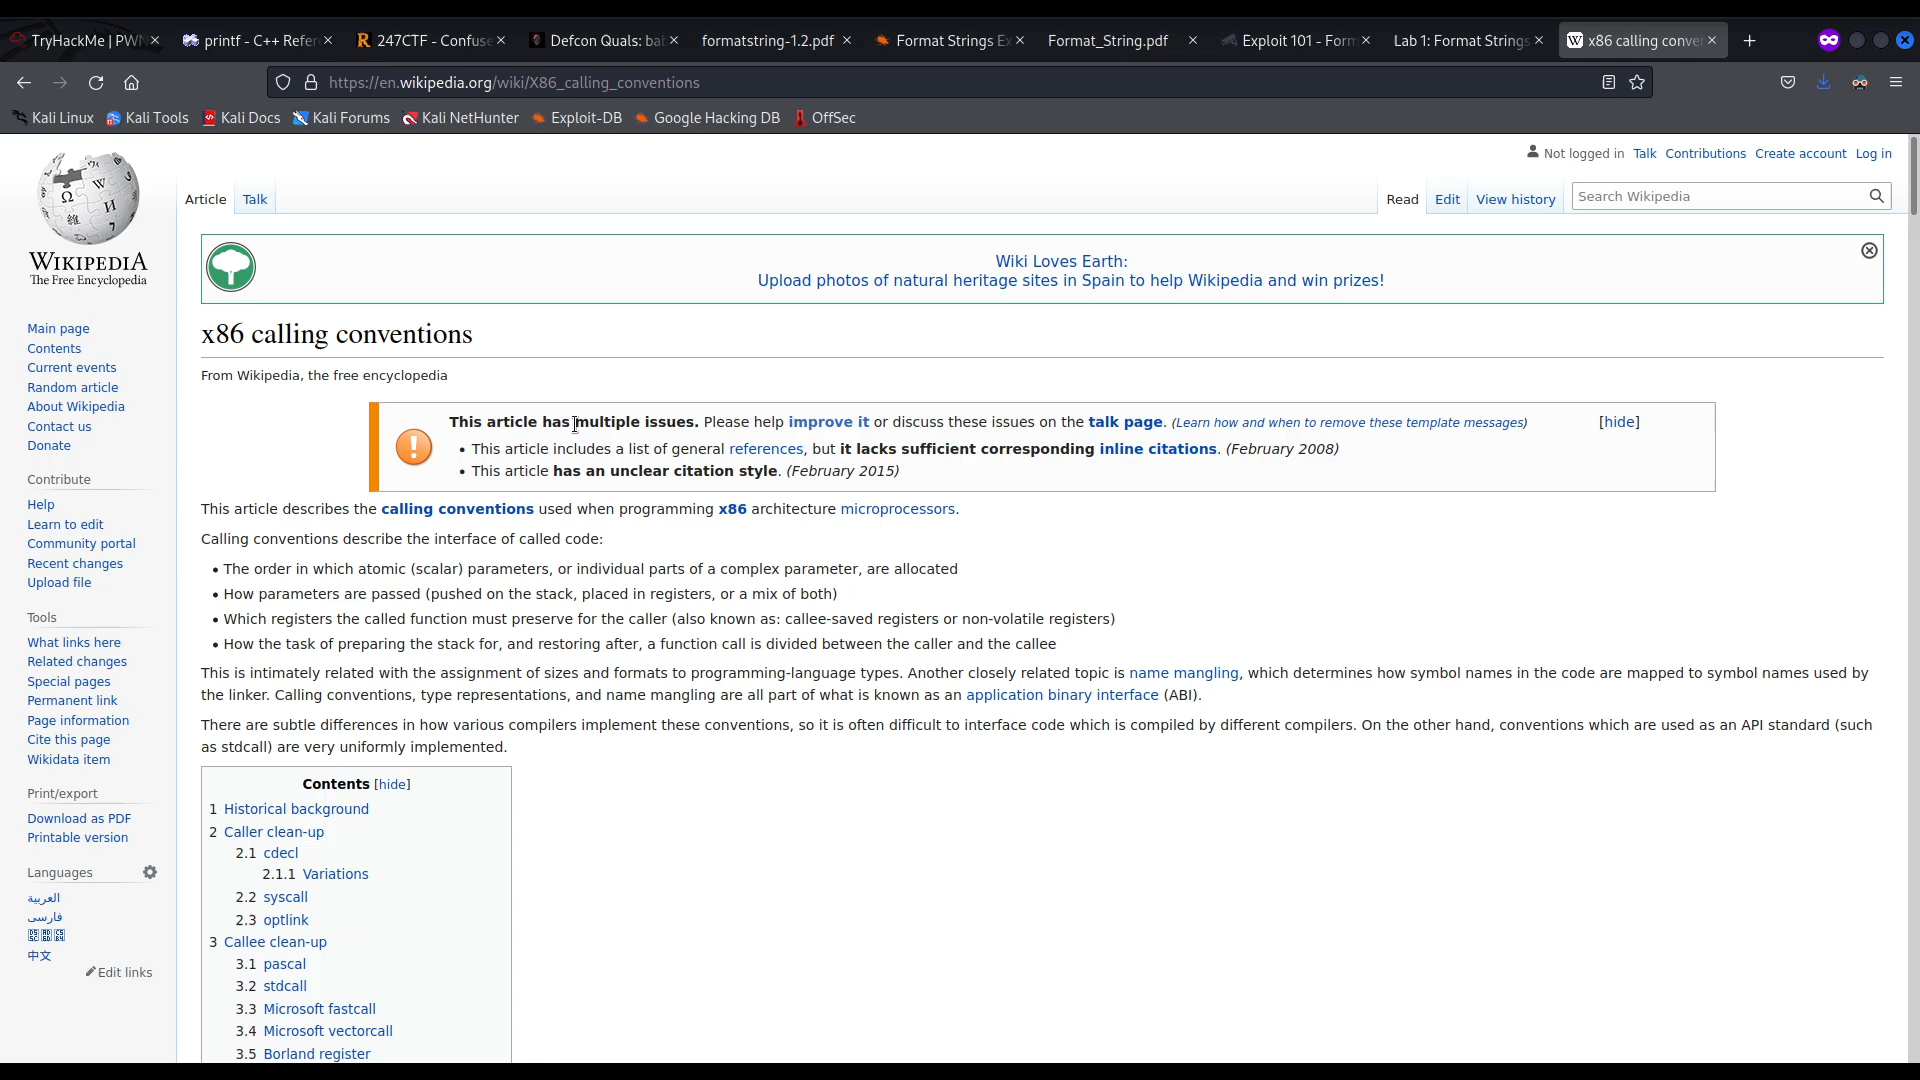 TryHackMe | PWN
printf - C++ Refer
247CTF - Confuse
Defcon Quals: bab
formatstring-1.2.pdf
Format Strings Ex
Format_String.pdf
Exploit 101 - Form
Lab 1: Format Strings
x86 calling conven
https://en.wikipedia.org/wiki/X86_calling_conventions
Kali Linux
Kali Tools
Kali Docs
Kali Forums
Kali NetHunter
Exploit-DB
Google Hacking DB
OffSec
Not logged in Talk Contributions Create account Log in
Article Talk
Read Edit View history
Search Wikipedia
WIKIPEDIA
The Free Encyclopedia
Main page
Contents
Current events
Random article
About Wikipedia
Contact us
Donate
Contribute
Help
Learn to edit
Community portal
Recent changes
Upload file
Tools
What links here
Related changes
Special pages
Permanent link
Page information
Cite this page
Wikidata item
Print/export
Download as PDF
Printable version
Languages
العربية
فارسی
中文
Edit links
Wiki Loves Earth:
Upload photos of natural heritage sites in Spain to help Wikipedia and win prizes!
x86 calling conventions
From Wikipedia, the free encyclopedia
This article has multiple issues. Please help improve it or discuss these issues on the talk page. (Learn how and when to remove these template messages) [hide]
• This article includes a list of general references, but it lacks sufficient corresponding inline citations. (February 2008)
• This article has an unclear citation style. (February 2015)
This article describes the calling conventions used when programming x86 architecture microprocessors.
Calling conventions describe the interface of called code:
• The order in which atomic (scalar) parameters, or individual parts of a complex parameter, are allocated
• How parameters are passed (pushed on the stack, placed in registers, or a mix of both)
• Which registers the called function must preserve for the caller (also known as: callee-saved registers or non-volatile registers)
• How the task of preparing the stack for, and restoring after, a function call is divided between the caller and the callee
This is intimately related with the assignment of sizes and formats to programming-language types. Another closely related topic is name mangling, which determines how symbol names in the code are mapped to symbol names used by
the linker. Calling conventions, type representations, and name mangling are all part of what is known as an application binary interface (ABI).
There are subtle differences in how various compilers implement these conventions, so it is often difficult to interface code which is compiled by different compilers. On the other hand, conventions which are used as an API standard (such
as stdcall) are very uniformly implemented.
Contents [hide]
1 Historical background
2 Caller clean-up
2.1 cdecl
2.1.1 Variations
2.2 syscall
2.3 optlink
3 Callee clean-up
3.1 pascal
3.2 stdcall
3.3 Microsoft fastcall
3.4 Microsoft vectorcall
3.5 Borland register